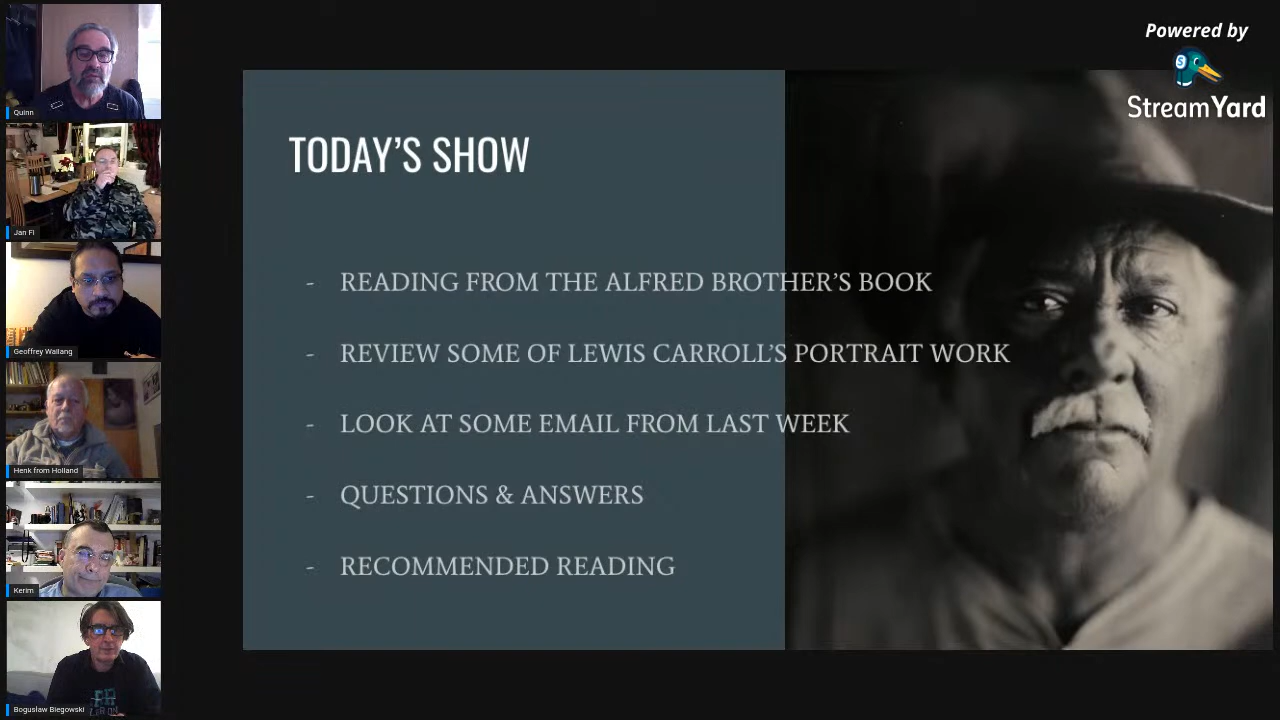 Powered by
StreamYard
Quinn
Jan Fi
Geoffrey Wallang
Henk from Holland
Kerim
Bogusław Biegowski
TODAY'S SHOW
- READING FROM THE ALFRED BROTHER'S BOOK
- REVIEW SOME OF LEWIS CARROLL'S PORTRAIT WORK
- LOOK AT SOME EMAIL FROM LAST WEEK
- QUESTIONS & ANSWERS
- RECOMMENDED READING